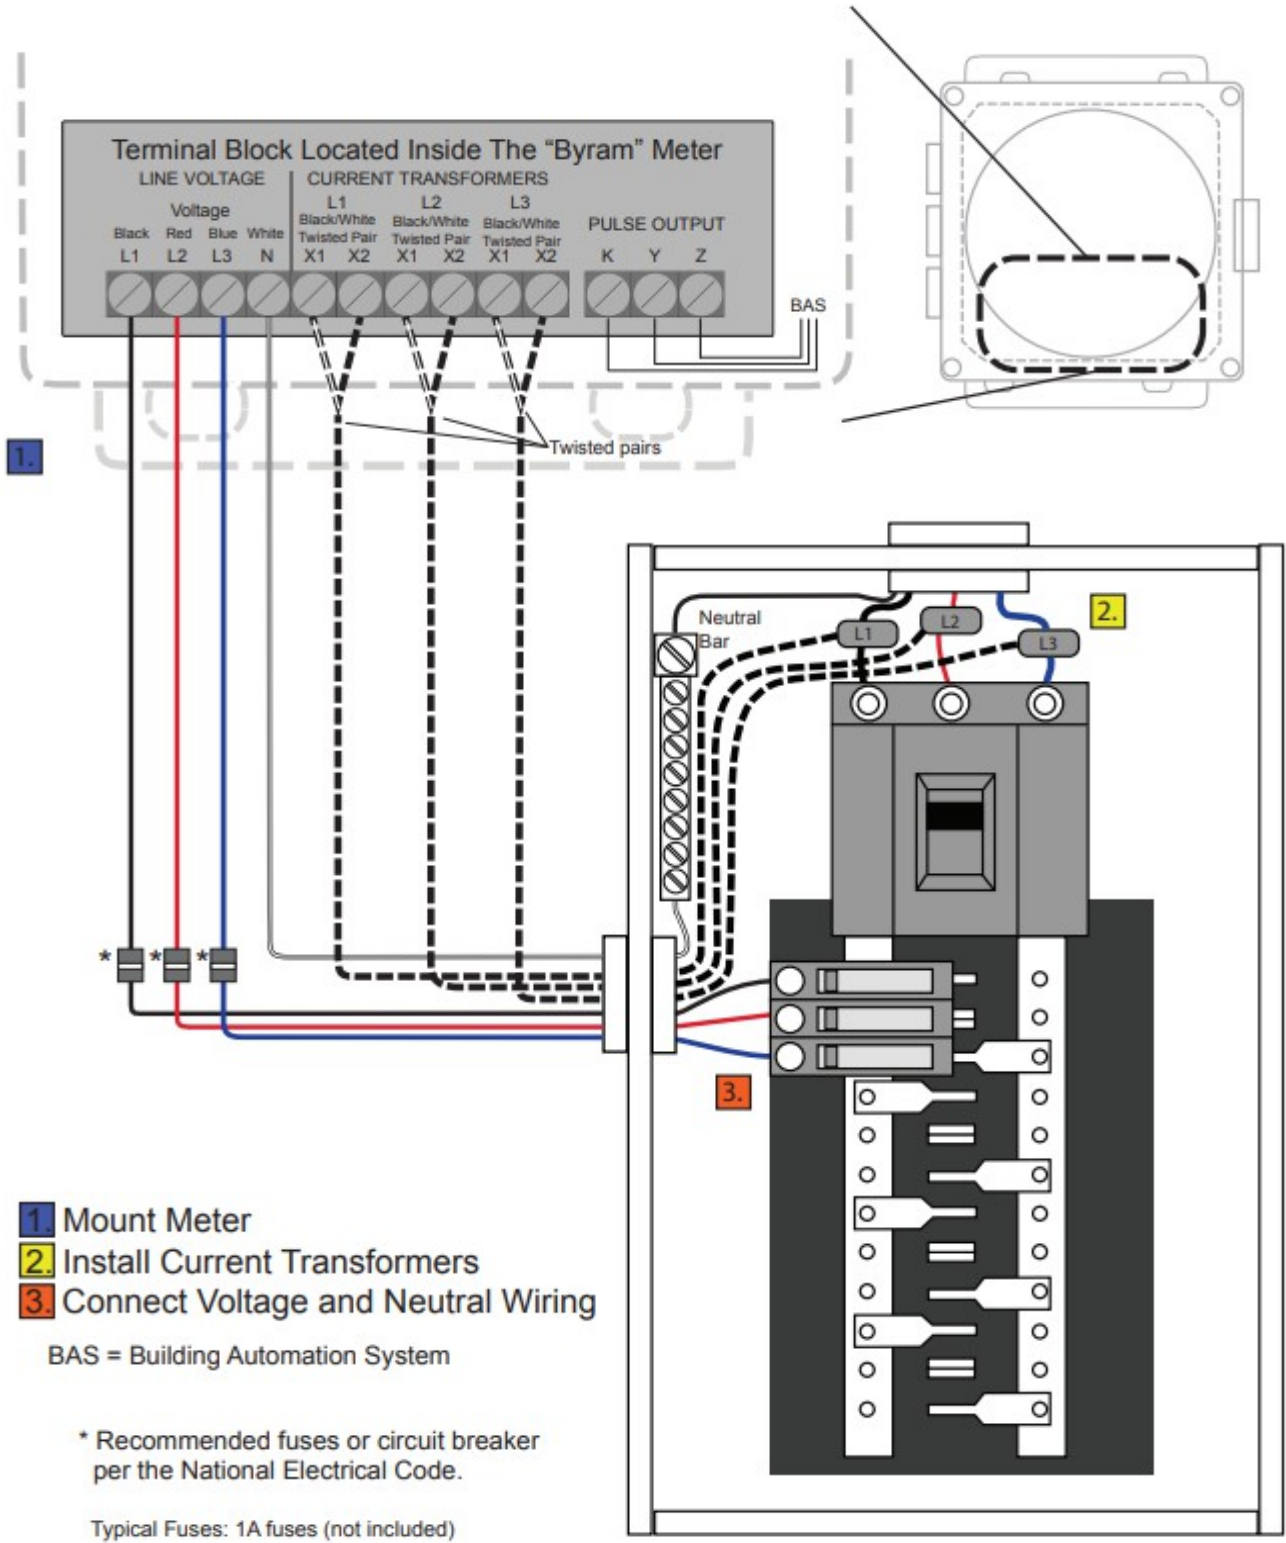 Terminal Block Located Inside The “Byram” Meter
LINE VOLTAGE
CURRENT TRANSFORMERS
Voltage
Black Red Blue White
L1 L2 L3 N
L1
Black/White
Twisted Pair
X1 X2
L2
Black/White
Twisted Pair
X1 X2
L3
Black/White
Twisted Pair
X1 X2
PULSE OUTPUT
K Y Z
BAS
Twisted pairs
1.
Neutral
Bar
L1
L2
L3
2.
* * *
3.
1. Mount Meter
2. Install Current Transformers
3. Connect Voltage and Neutral Wiring
BAS = Building Automation System
* Recommended fuses or circuit breaker
per the National Electrical Code.
Typical Fuses: 1A fuses (not included)